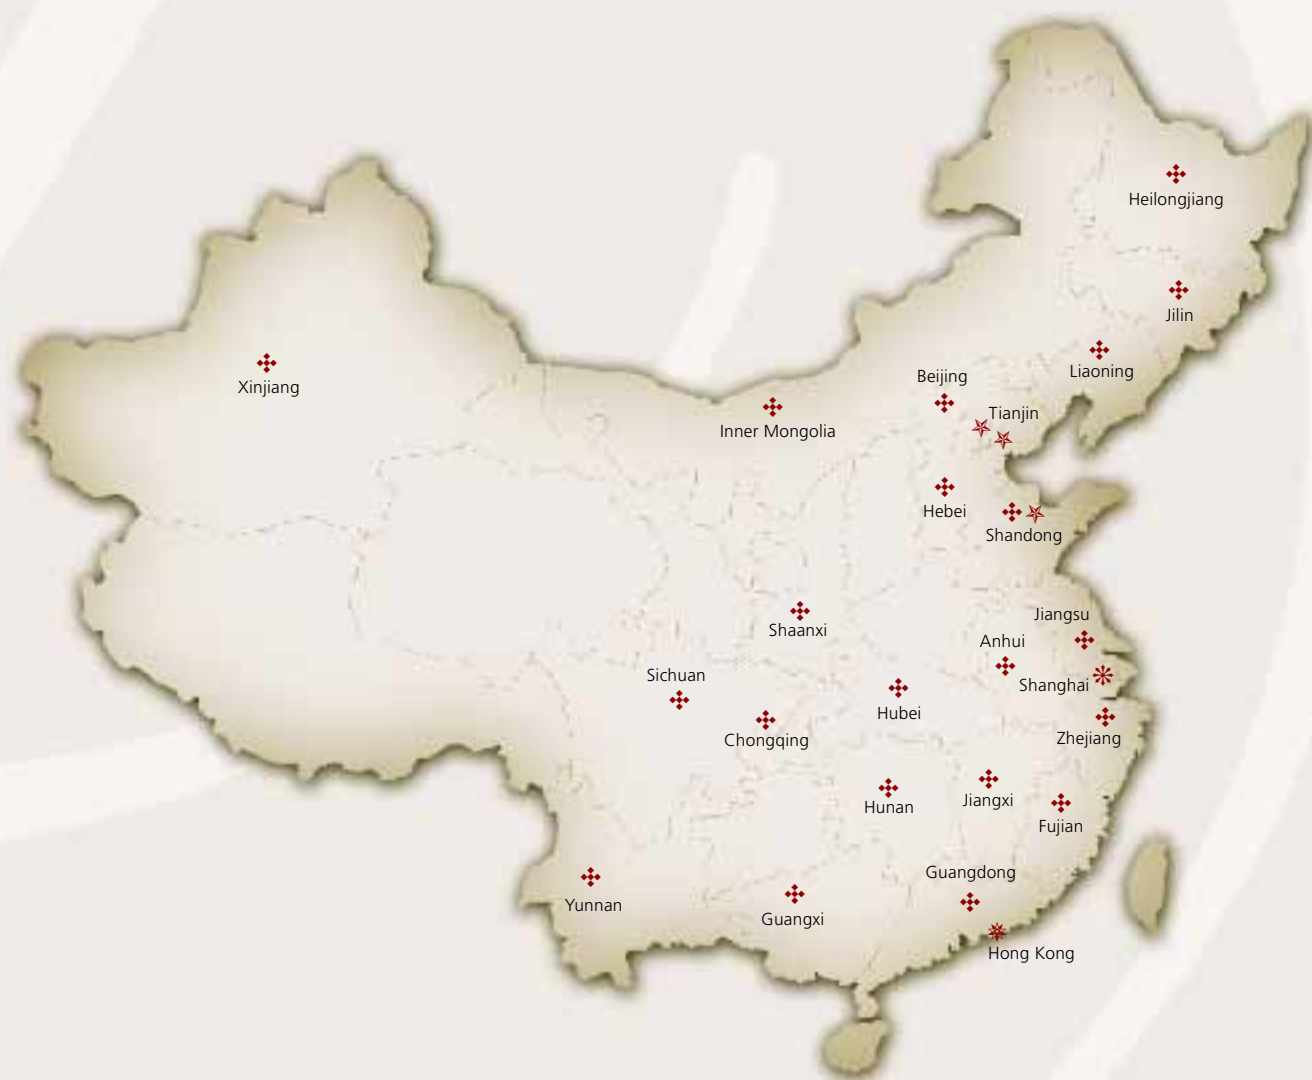 Heilongjiang
Jilin
Liaoning
Beijing
Xinjiang
Tianjin
Inner Mongolia
Hebei
Shandong
Jiangsu
Shaanxi
Anhui
Sichuan
Shanghai
Hubei
Chongqing
Zhejiang
Jiangxi
Hunan
Fujian
Guangdong
Yunnan
Guangxi
Hong Kong